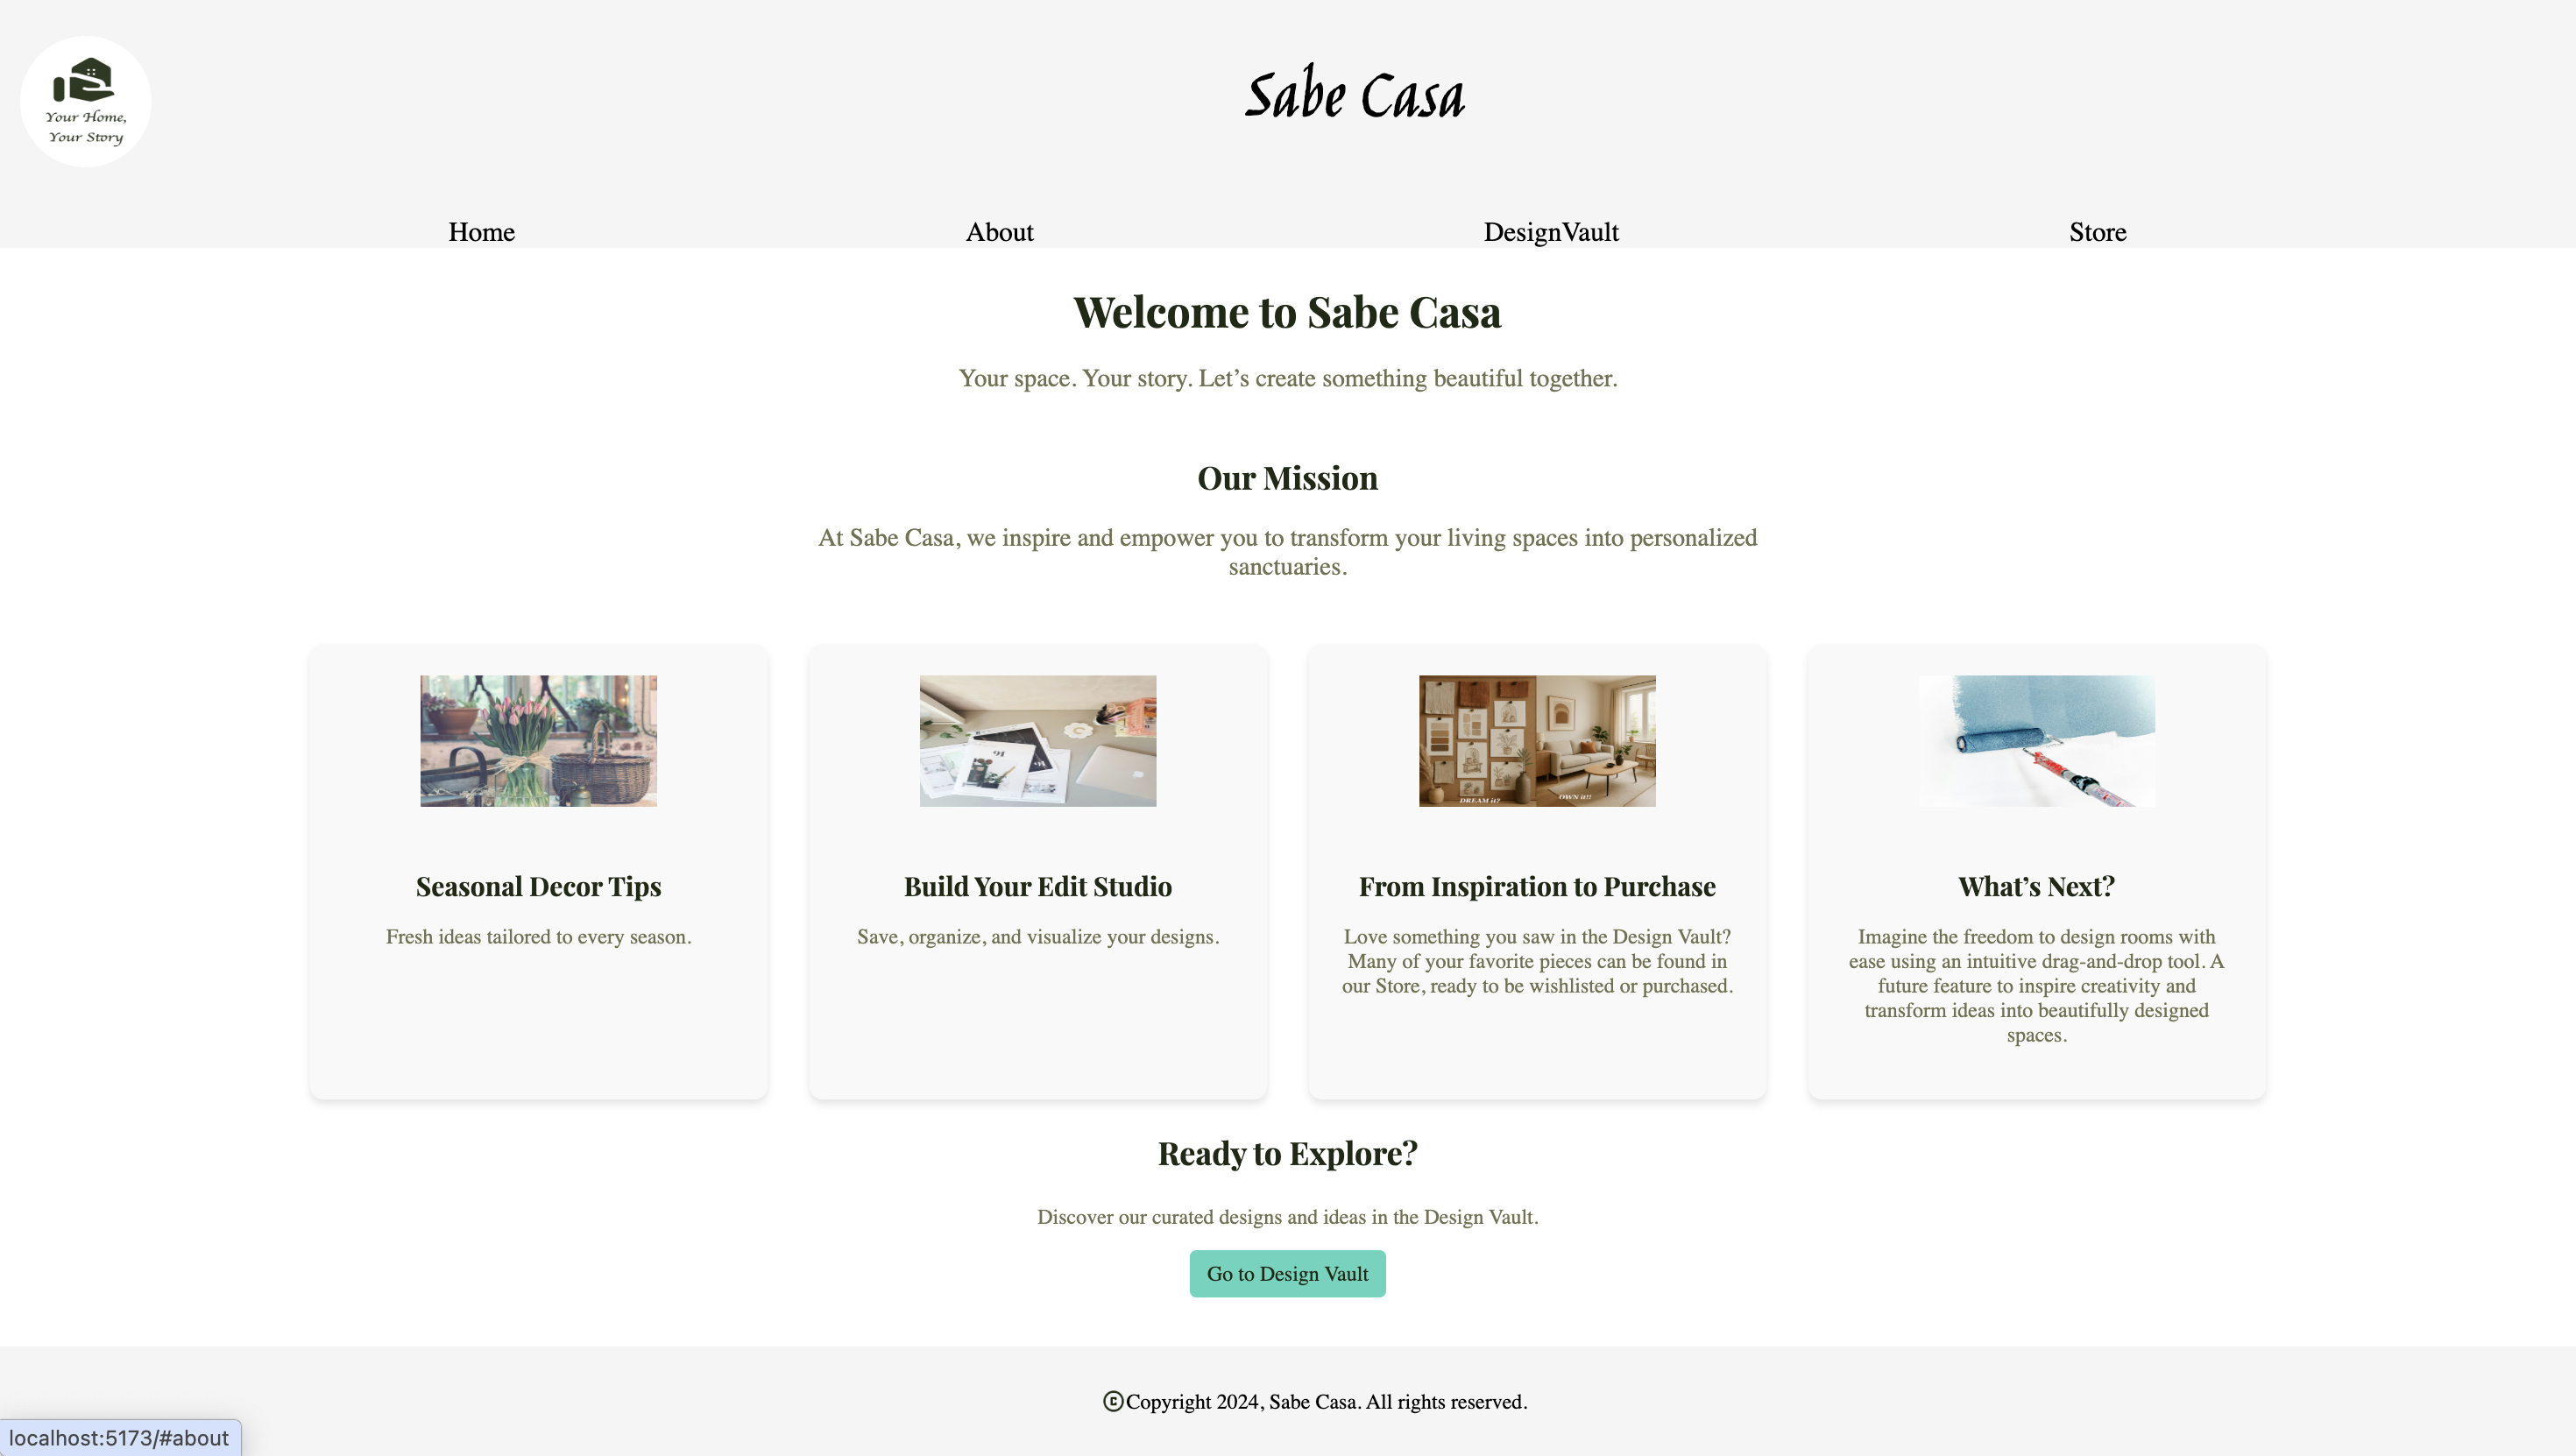 Your Home,
Your Story
Sabe Casa
Home
About
DesignVault
Store
Welcome to Sabe Casa
Your space. Your story. Let’s create something beautiful together.
Our Mission
At Sabe Casa, we inspire and empower you to transform your living spaces into personalized
sanctuaries.
DREAM it?
OWN it!!
Seasonal Decor Tips
Fresh ideas tailored to every season.
Build Your Edit Studio
Save, organize, and visualize your designs.
From Inspiration to Purchase
Love something you saw in the Design Vault?
Many of your favorite pieces can be found in
our Store, ready to be wishlisted or purchased.
What’s Next?
Imagine the freedom to design rooms with
ease using an intuitive drag-and-drop tool. A
future feature to inspire creativity and
transform ideas into beautifully designed
spaces.
Ready to Explore?
Discover our curated designs and ideas in the Design Vault.
Go to Design Vault
©Copyright 2024, Sabe Casa. All rights reserved.
localhost:5173/#about